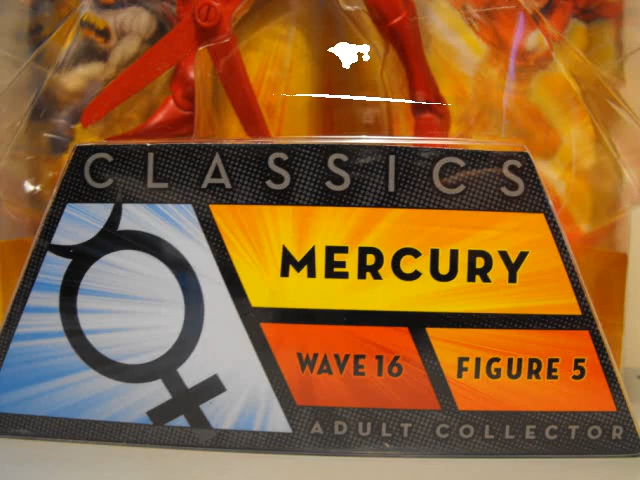 CLASSICS
MERCURY
WAVE 16
FIGURE 5
ADULT COLLECTOR